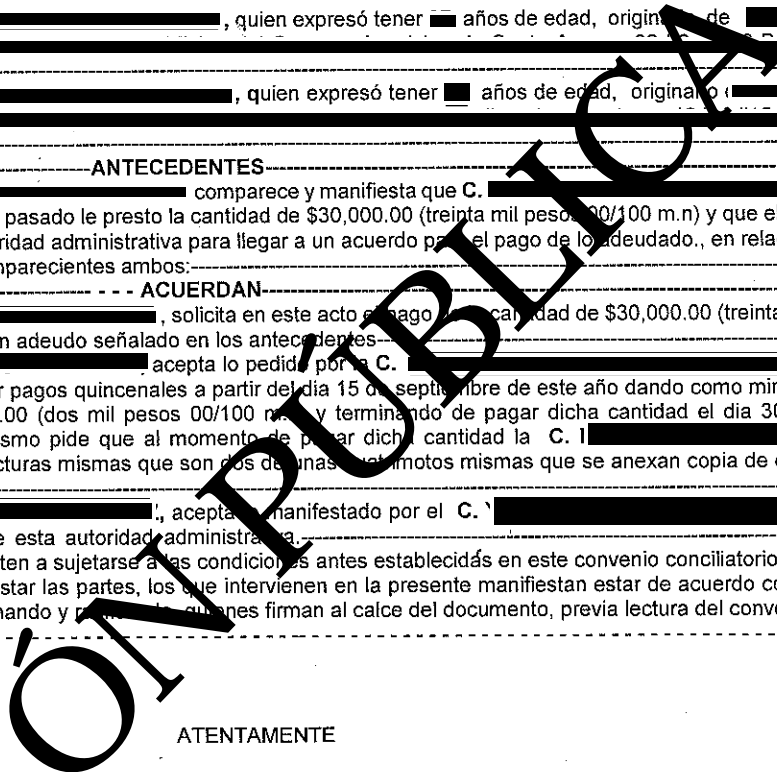 , quien expresó tener años de edad, originario de
, quien expresó tener años de edad, originario
ANTECEDENTES
comparece y manifiesta que C.
pasado le presto la cantidad de $30,000.00 (treinta mil pesos 00/100 m.n) y que el
ridad administrativa para llegar a un acuerdo para el pago de lo adeudado., en rela
mparecientes ambos:
- - - ACUERDAN
, solicita en este acto el pago de la cantidad de $30,000.00 (treinta
n adeudo señalado en los antecedentes
acepta lo pedido por la C.
r pagos quincenales a partir del dia 15 de septiembre de este año dando como min
.00 (dos mil pesos 00/100 m.n) y terminando de pagar dicha cantidad el dia 30
ismo pide que al momento de pagar dicha cantidad la C.
cturas mismas que son dos de unas motos mismas que se anexan copia de
, acepta manifestado por el C.
e esta autoridad administrativa.
ten a sujetarse a las condiciones antes establecidas en este convenio conciliatorio
star las partes, los que intervienen en la presente manifiestan estar de acuerdo co
nando y quienes firman al calce del documento, previa lectura del conve
ATENTAMENTE
ÓN PÚBLICA